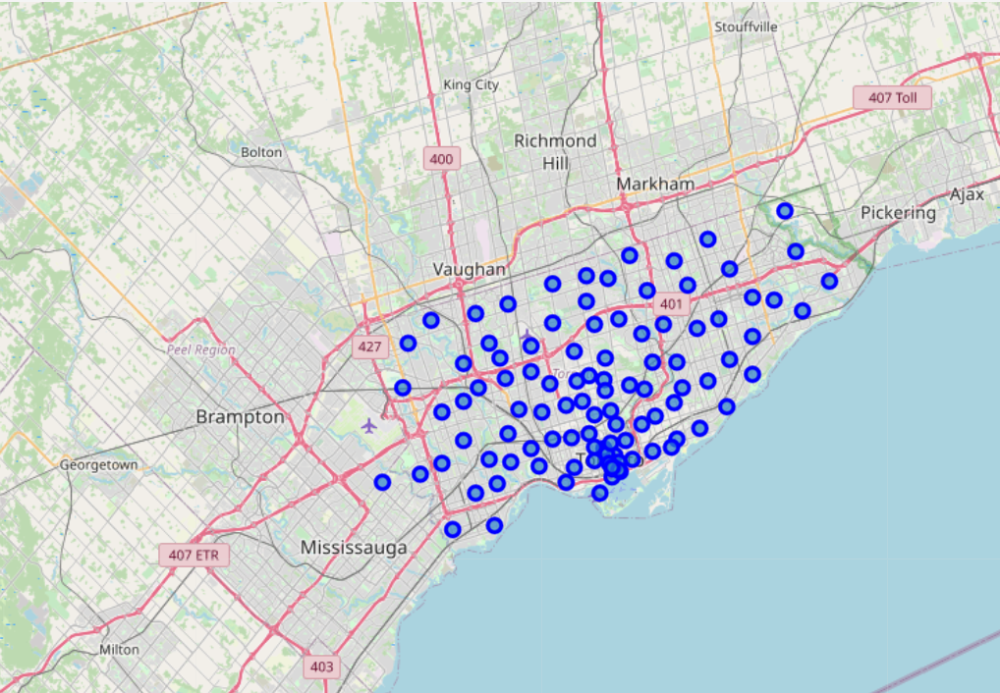 Stouffville
King City
407 Toll
Richmond
Hill
Bolton
400
Markham
Ajax
Pickering
Vaughan
401
427
Peel Region
Brampton
Georgetown
407 ETR
Mississauga
Milton
403